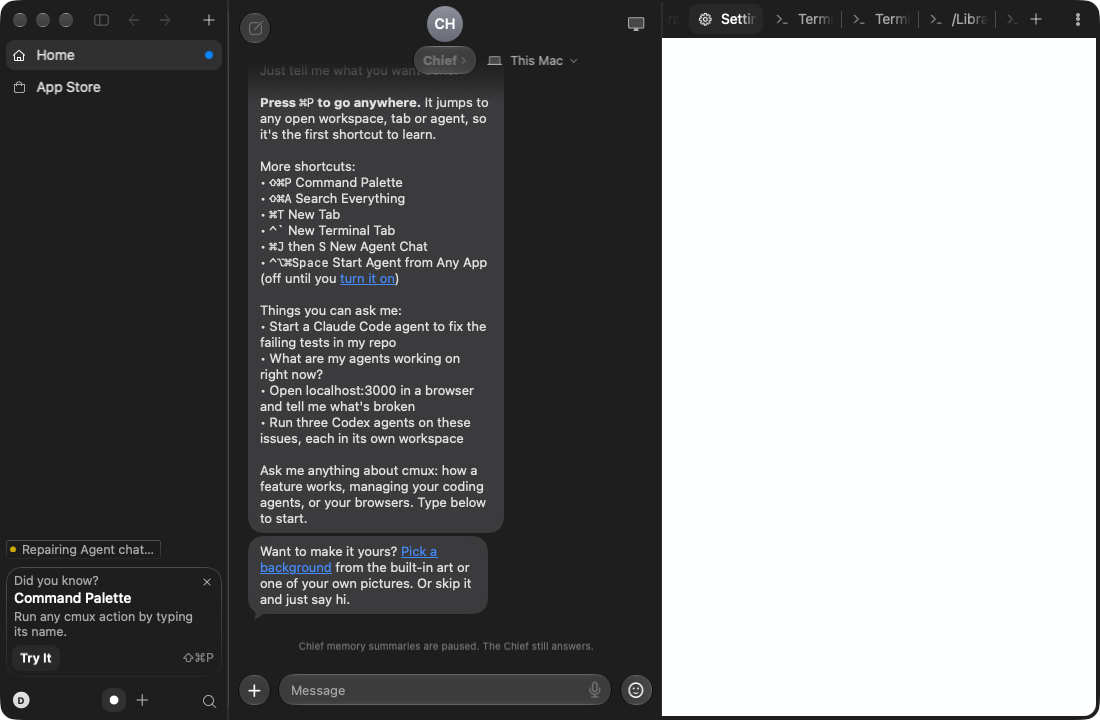 Home
App Store
Repairing Agent chat...
Did you know?
Command Palette
Run any cmux action by typing
its name.
Try It
⇧⌘P
D
CH
Chief
This Mac
Just tell me what you want done.
Press ⌘P to go anywhere. It jumps to
any open workspace, tab or agent, so
it's the first shortcut to learn.
More shortcuts:
• ⇧⌘P Command Palette
• ⇧⌘A Search Everything
• ⌘T New Tab
• ^` New Terminal Tab
• ⌘J then S New Agent Chat
• ^⌥⌘Space Start Agent from Any App
(off until you turn it on)
Things you can ask me:
• Start a Claude Code agent to fix the
failing tests in my repo
• What are my agents working on
right now?
• Open localhost:3000 in a browser
and tell me what's broken
• Run three Codex agents on these
issues, each in its own workspace
Ask me anything about cmux: how a
feature works, managing your coding
agents, or your browsers. Type below
to start.
Want to make it yours? Pick a
background from the built-in art or
one of your own pictures. Or skip it
and just say hi.
Chief memory summaries are paused. The Chief still answers.
Message
Settin
Termi
Termi
/Libra